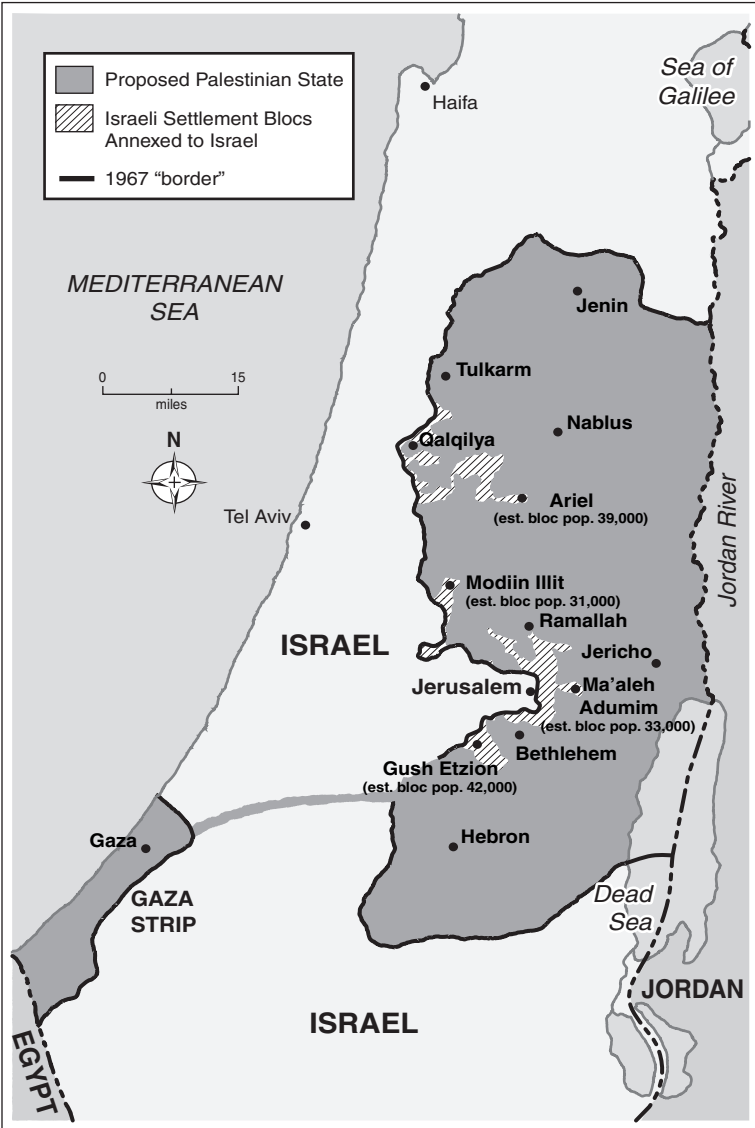 Proposed Palestinian State
Israeli Settlement Blocs
Annexed to Israel
1967 “border”
Sea of
Galilee
Haifa
MEDITERRANEAN
SEA
0 15
miles
N
Jenin
Tulkarm
Nablus
Qalqilya
Ariel
(est. bloc pop. 39,000)
Tel Aviv
Jordan River
Modiin Illit
(est. bloc pop. 31,000)
Ramallah
ISRAEL
Jericho
Jerusalem
Ma’aleh
Adumim
(est. bloc pop. 33,000)
Bethlehem
Gush Etzion
(est. bloc pop. 42,000)
Gaza
Hebron
GAZA
STRIP
Dead
Sea
JORDAN
ISRAEL
EGYPT